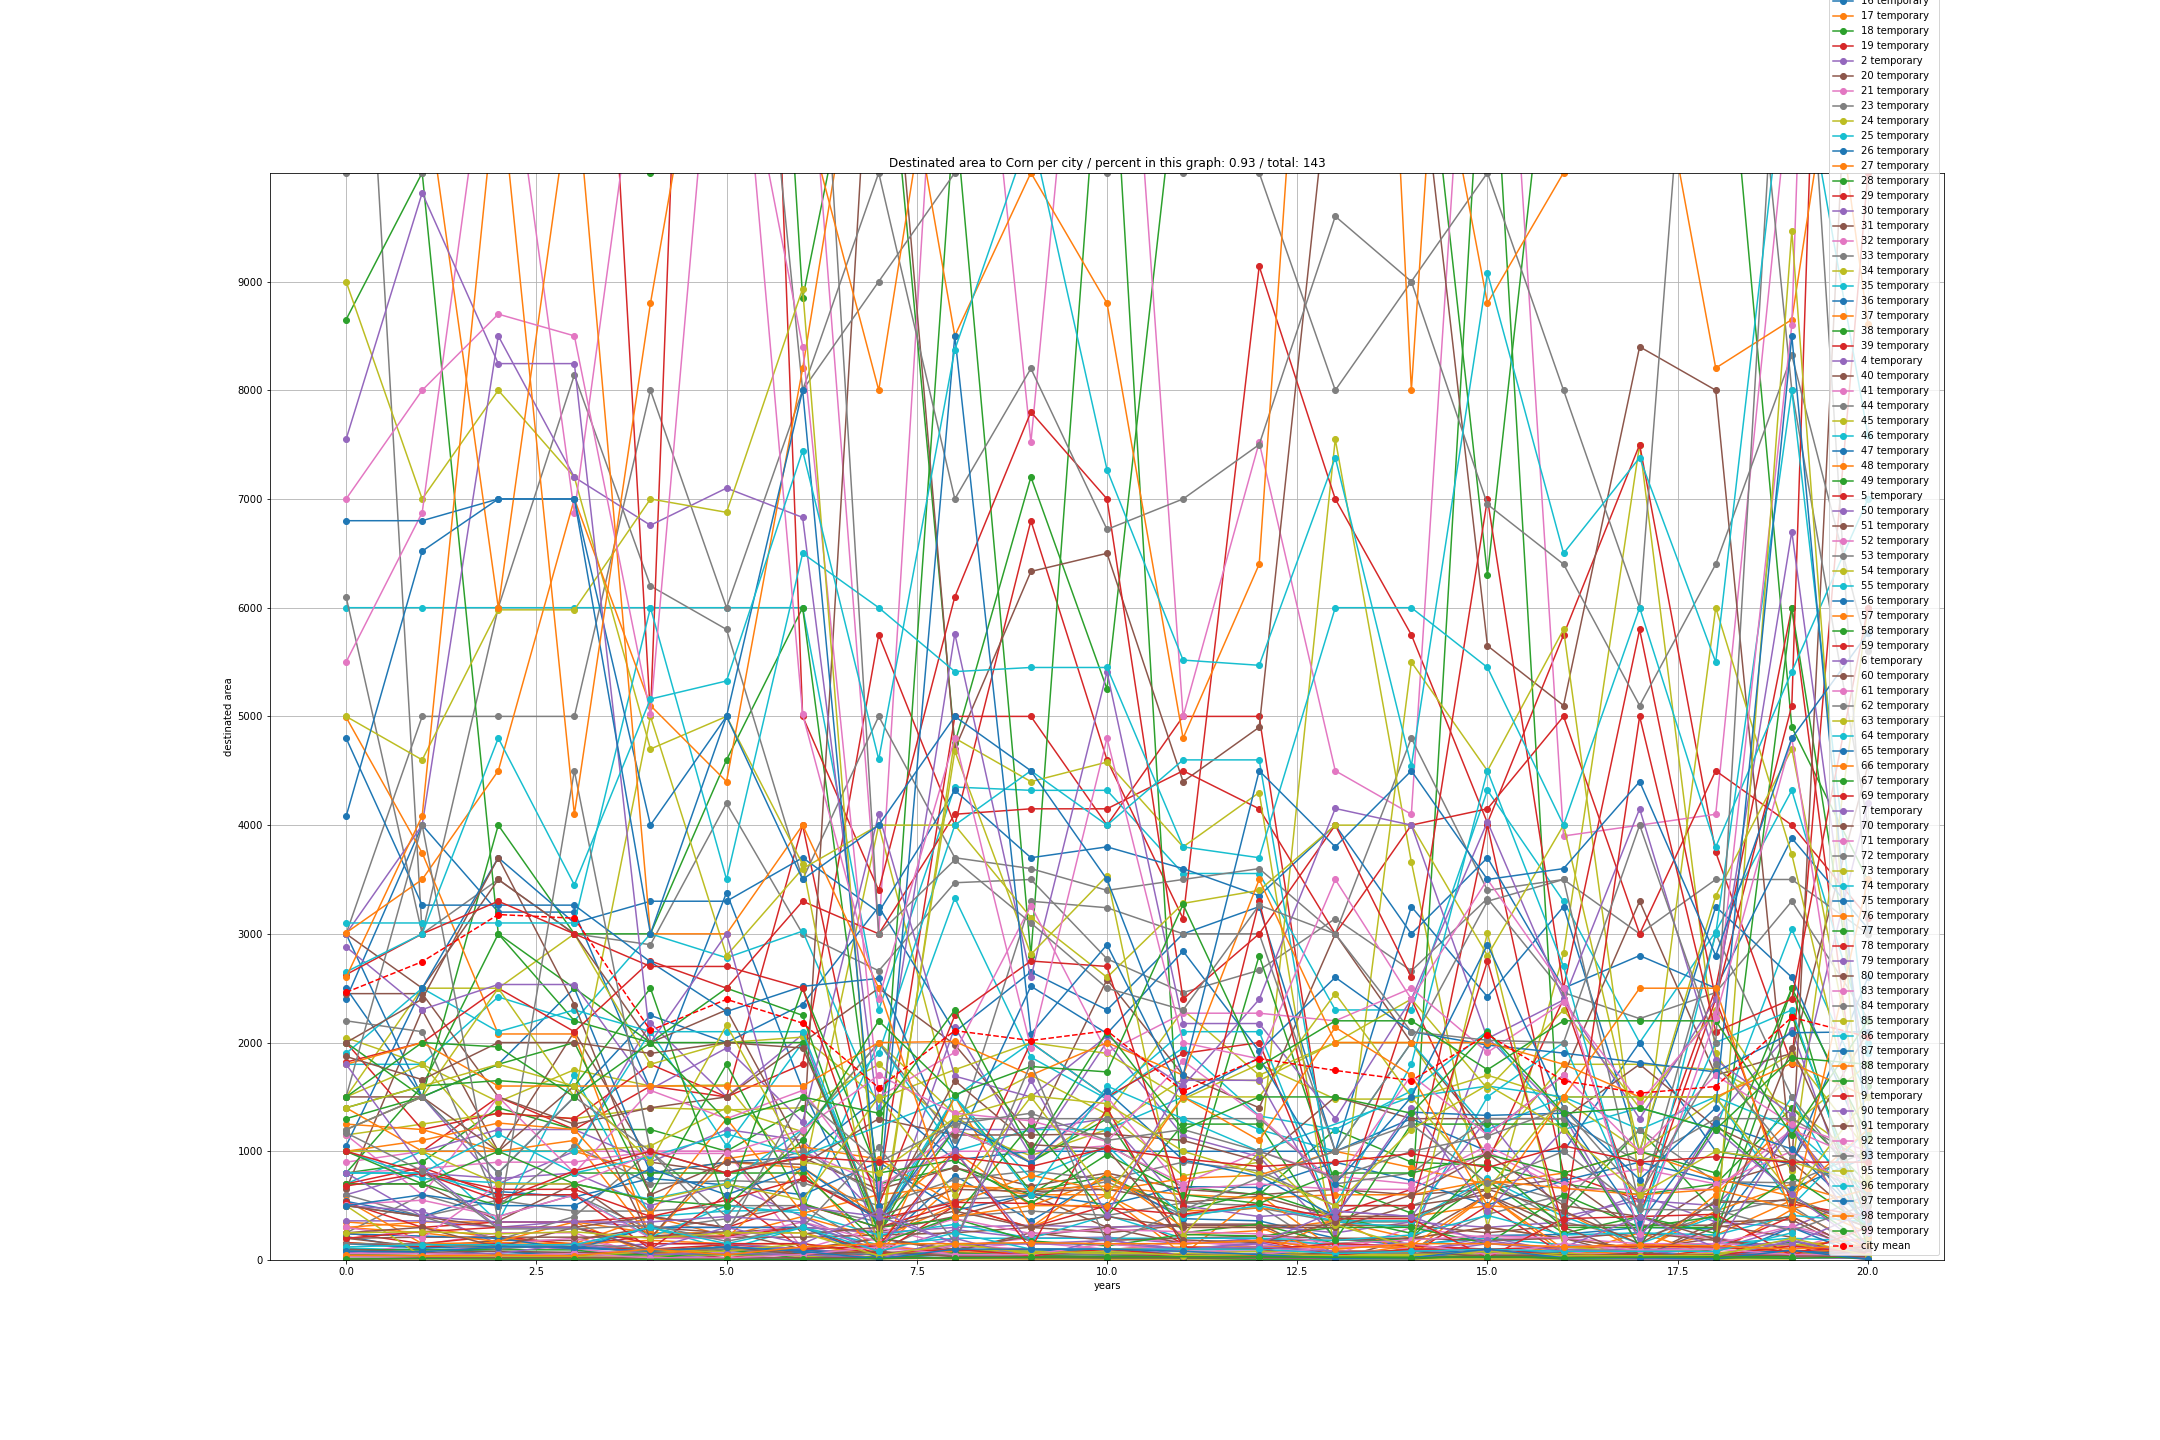 16 temporary
17 temporary
18 temporary
19 temporary
2 temporary
20 temporary
21 temporary
23 temporary
24 temporary
25 temporary
26 temporary
27 temporary
28 temporary
29 temporary
30 temporary
31 temporary
32 temporary
33 temporary
34 temporary
35 temporary
36 temporary
37 temporary
38 temporary
39 temporary
4 temporary
40 temporary
41 temporary
44 temporary
45 temporary
46 temporary
47 temporary
48 temporary
49 temporary
5 temporary
50 temporary
51 temporary
52 temporary
53 temporary
54 temporary
55 temporary
56 temporary
57 temporary
58 temporary
59 temporary
6 temporary
60 temporary
61 temporary
62 temporary
63 temporary
64 temporary
65 temporary
66 temporary
67 temporary
69 temporary
7 temporary
70 temporary
71 temporary
72 temporary
73 temporary
74 temporary
75 temporary
76 temporary
77 temporary
78 temporary
79 temporary
80 temporary
83 temporary
84 temporary
85 temporary
86 temporary
87 temporary
88 temporary
89 temporary
9 temporary
90 temporary
91 temporary
92 temporary
93 temporary
95 temporary
96 temporary
97 temporary
98 temporary
99 temporary
city mean
Destinated area to Corn per city / percent in this graph: 0.93 / total: 143
destinated area
9000
8000
7000
6000
5000
4000
3000
2000
1000
0
0.0
2.5
5.0
7.5
10.0
12.5
15.0
17.5
20.0
years